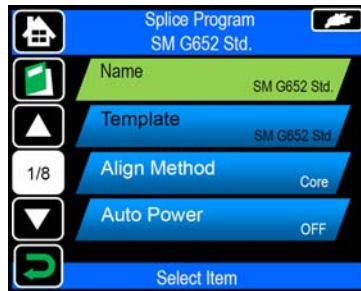 Splice Program
SM G652 Std.
Name
SM G652 Std.
Template
SM G652 Std.
1/8
Align Method
Core
Auto Power
OFF
Select Item